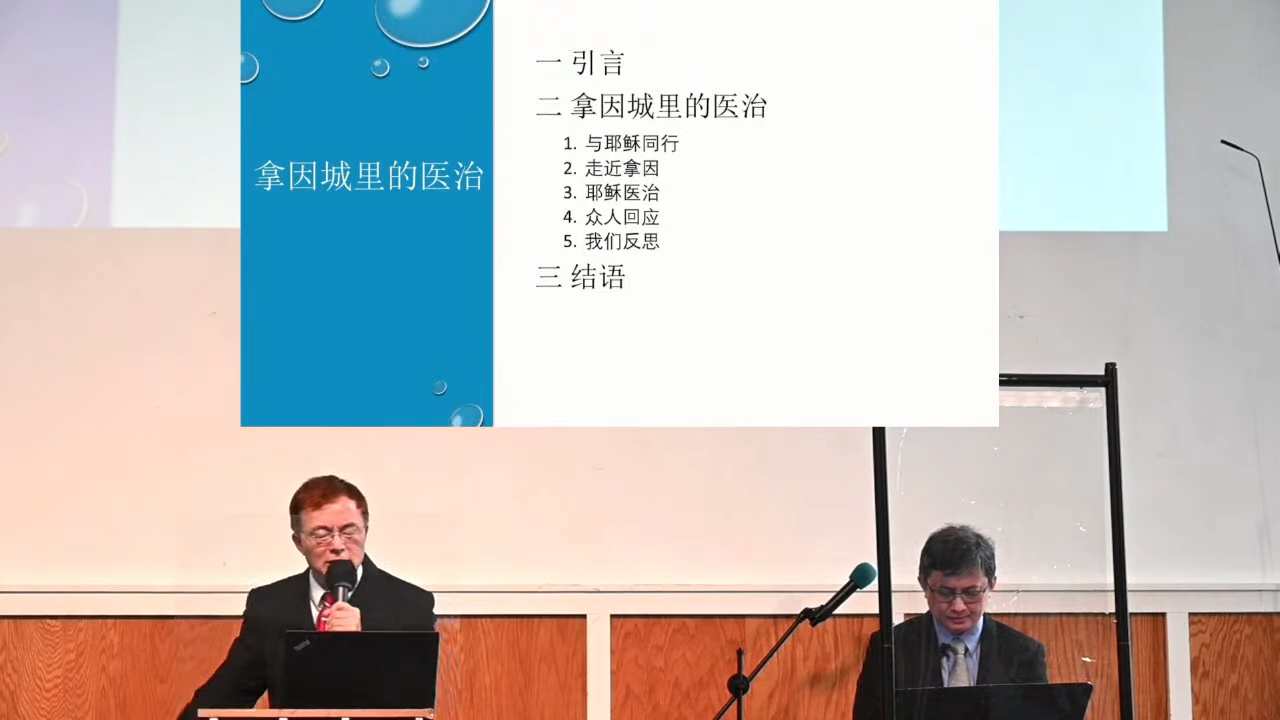 拿因城里的医治
一 引言
二 拿因城里的医治
1. 与耶稣同行
2. 走近拿因
3. 耶稣医治
4. 众人回应
5. 我们反思
三 结语